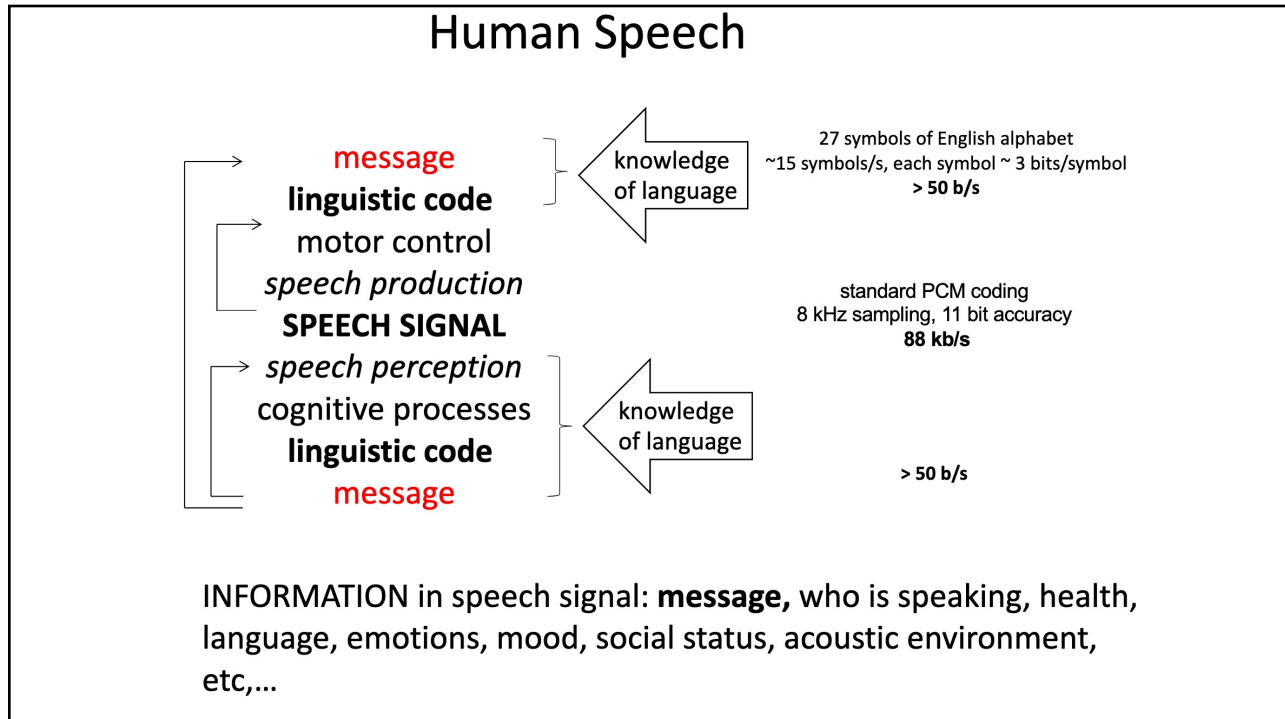 Human Speech
message
linguistic code
motor control
speech production
SPEECH SIGNAL
speech perception
cognitive processes
linguistic code
message
knowledge
of language
knowledge
of language
27 symbols of English alphabet
~15 symbols/s, each symbol ~ 3 bits/symbol
> 50 b/s
standard PCM coding
8 kHz sampling, 11 bit accuracy
88 kb/s
> 50 b/s
INFORMATION in speech signal: message, who is speaking, health,
language, emotions, mood, social status, acoustic environment,
etc,...